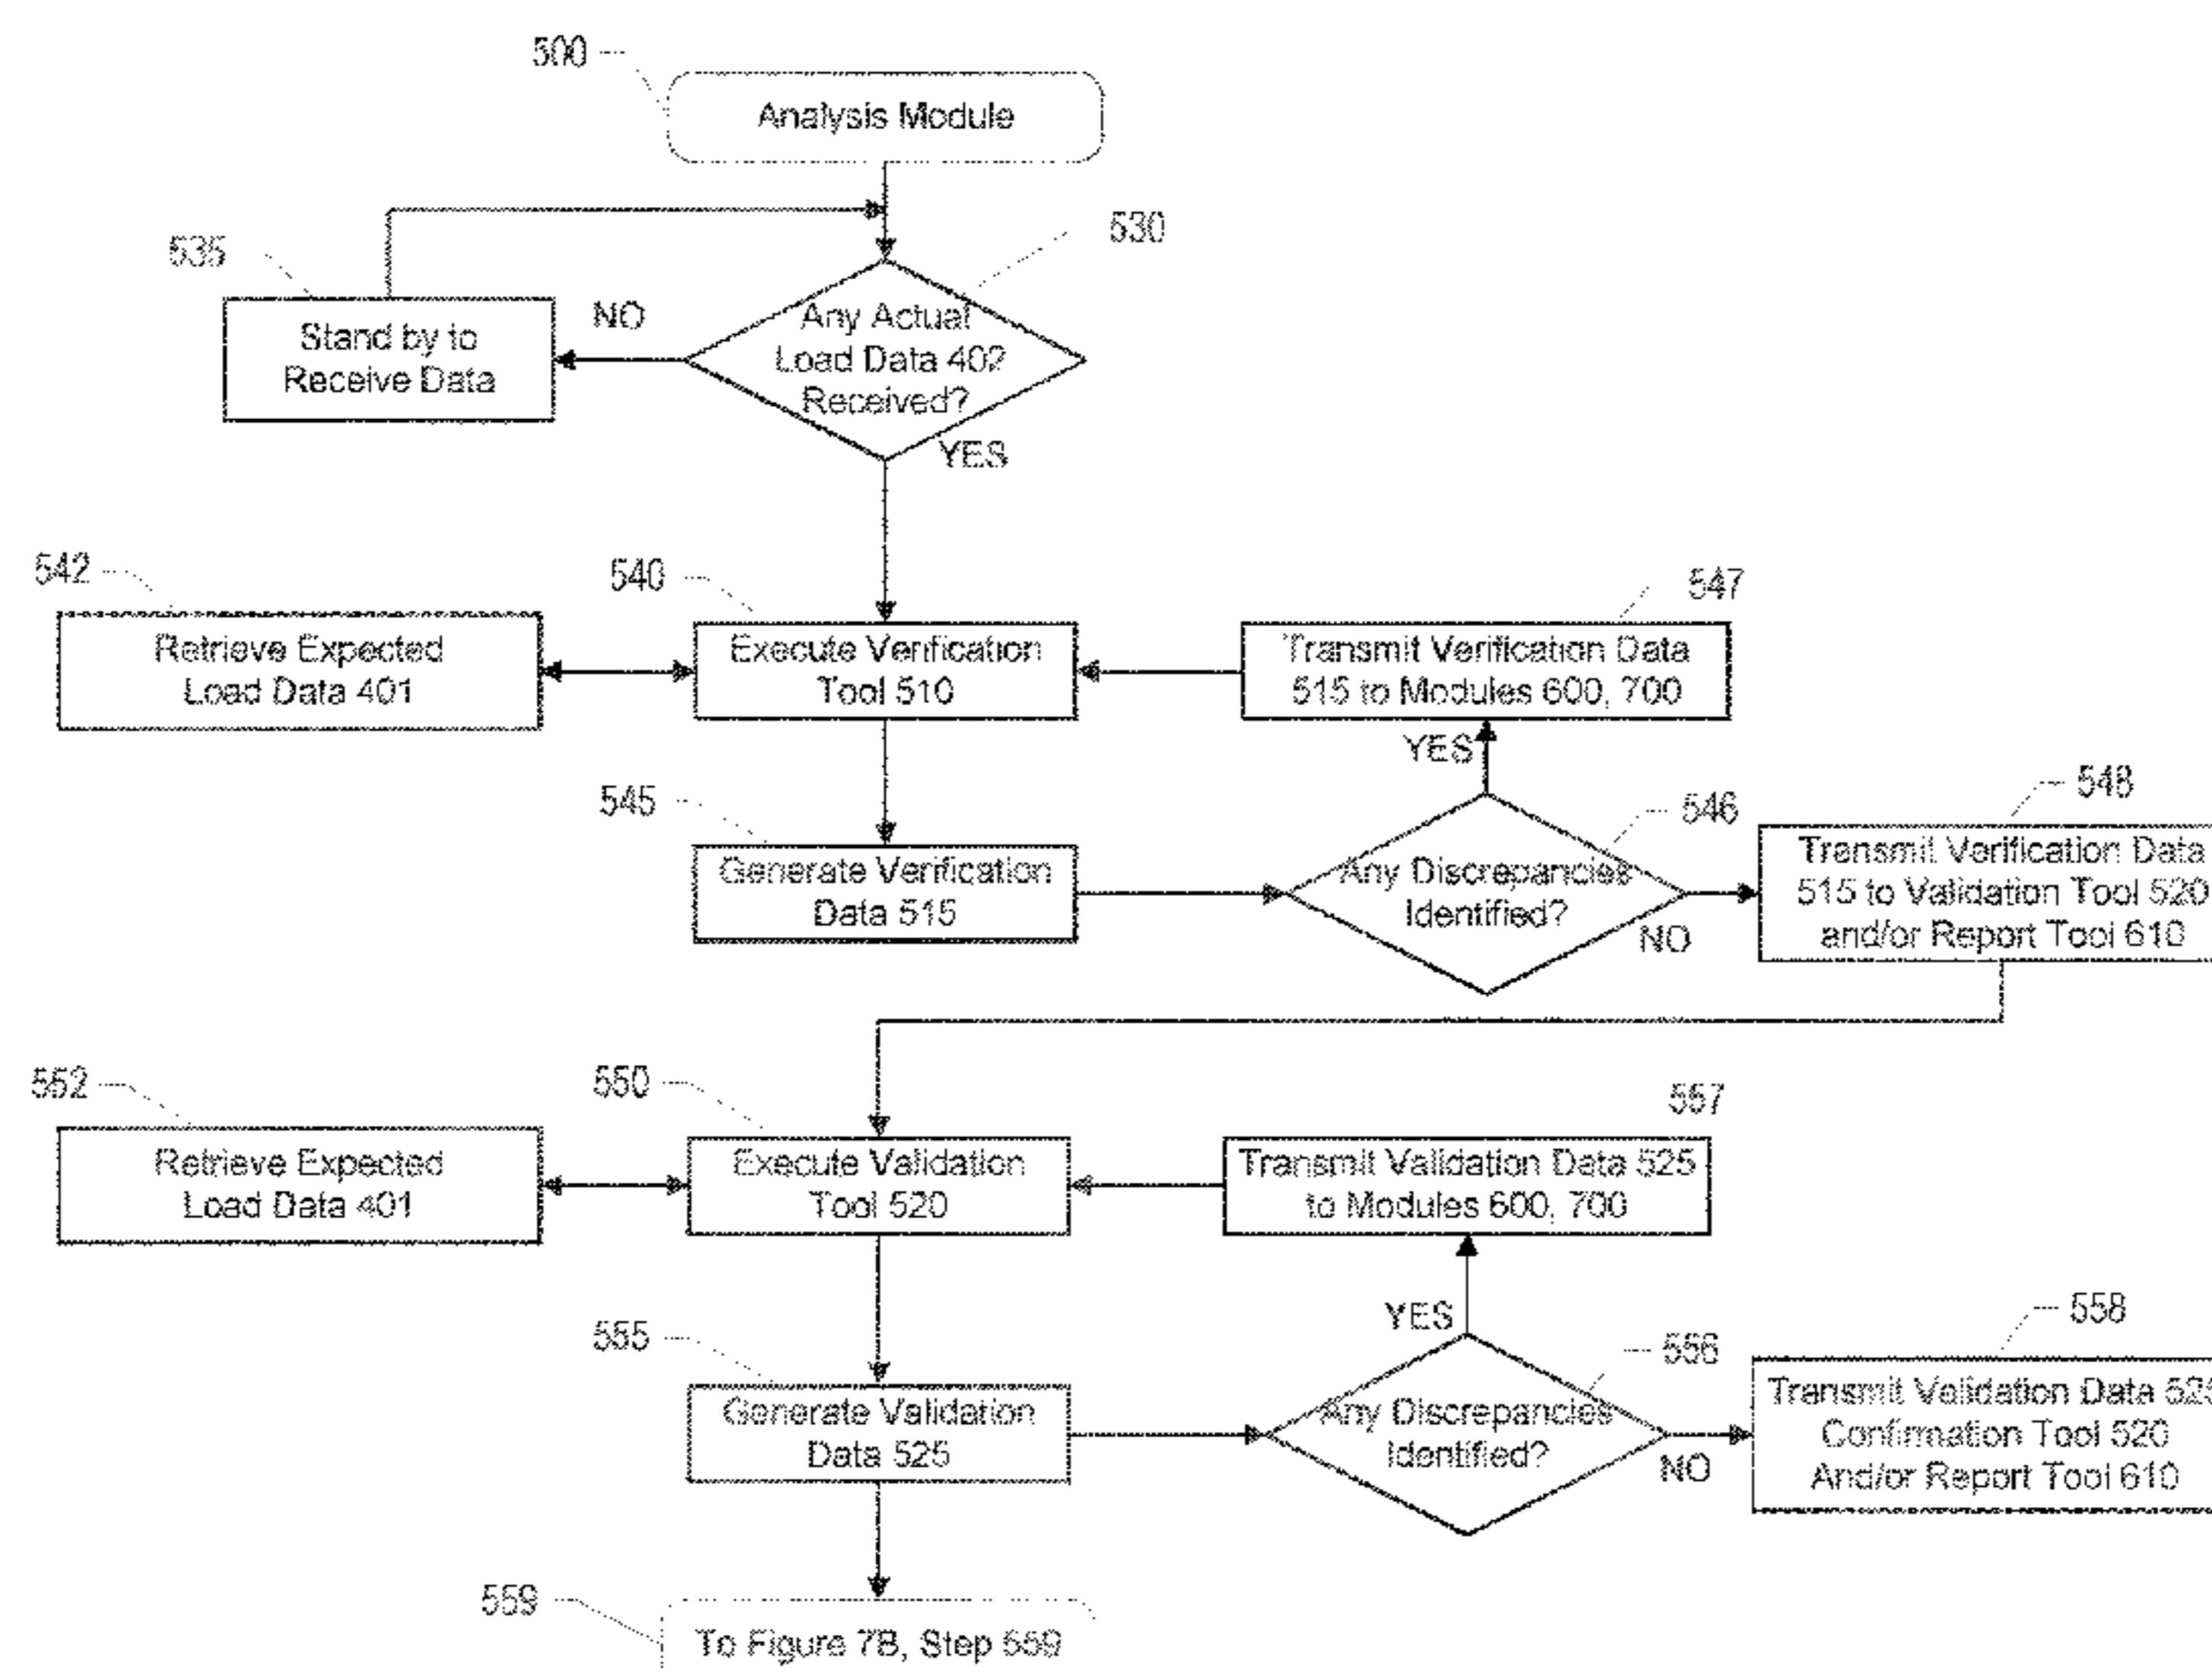 500
Analysis Module
530
535
NO
Any Actual
Load Data 402
Received?
Stand by to
Receive Data
YES
542
540
547
Retrieve Expected
Load Data 401
Execute Verification
Tool 510
Transmit Verification Data
515 to Modules 600, 700
YES
545
546
548
Generate Verification
Data 515
Any Discrepancies
Identified?
NO
Transmit Verification Data
515 to Validation Tool 520
and/or Report Tool 610
552
550
557
Retrieve Expected
Load Data 401
Execute Validation
Tool 520
Transmit Validation Data 525
to Modules 600, 700
YES
555
556
558
Generate Validation
Data 525
Any Discrepancies
Identified?
NO
Transmit Validation Data
Confirmation Tool 520
And/or Report Tool 610
559
To Figure 7B, Step 559